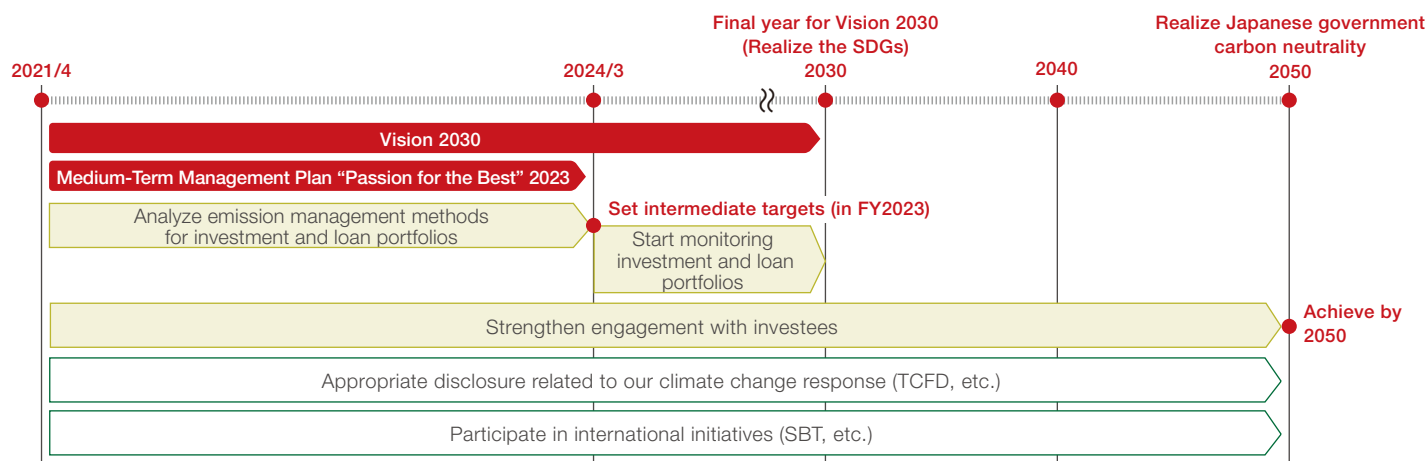 Final year for Vision 2030
(Realize the SDGs)
Realize Japanese government
carbon neutrality
2021/4
2024/3
2030
2040
2050
Vision 2030
Medium-Term Management Plan “Passion for the Best” 2023
Analyze emission management methods
for investment and loan portfolios
Set intermediate targets (in FY2023)
Start monitoring
investment and loan
portfolios
Strengthen engagement with investees
Achieve by
2050
Appropriate disclosure related to our climate change response (TCFD, etc.)
Participate in international initiatives (SBT, etc.)